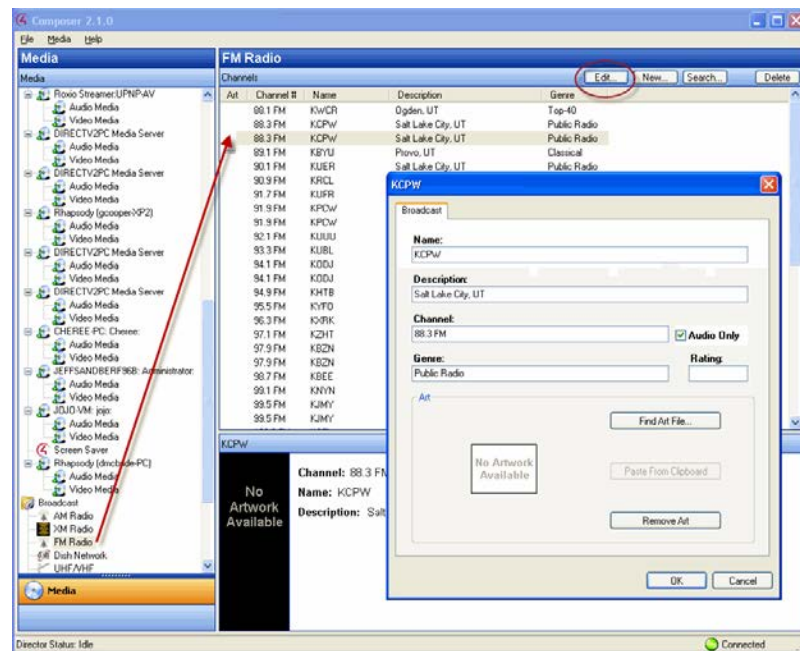 Composer 2.1.0
File Media Help
Media
Media
Roxio Streamer:UPNP-AV
Audio Media
Video Media
DIRECTV2PC Media Server
Audio Media
Video Media
DIRECTV2PC Media Server
Audio Media
Video Media
Rhapsody (gcooper-XP2)
Audio Media
Video Media
DIRECTV2PC Media Server
Audio Media
Video Media
DIRECTV2PC Media Server
Audio Media
Video Media
CHEREE-PC: Cheree:
Audio Media
Video Media
JEFFSANDBERF968: Administrator:
Audio Media
Video Media
JOJO-VM: jojo:
Audio Media
Video Media
Screen Saver
Rhapsody (dmcbride-PC)
Audio Media
Video Media
Broadcast
AM Radio
XM Radio
FM Radio
Dish Network
UHF/VHF
Media
FM Radio
Channels Edit... New... Search... Delete
Art Channel # Name Description Genre
88.1 FM KWCR Ogden, UT Top-40
88.3 FM KCPW Salt Lake City, UT Public Radio
88.3 FM KCPW Salt Lake City, UT Public Radio
89.1 FM KBYU Provo, UT Classical
90.1 FM KUER Salt Lake City, UT Public Radio
90.9 FM KRCL
91.7 FM KUFR
91.9 FM KPCW
91.9 FM KPCW
92.1 FM KUUU
93.3 FM KUBL
94.1 FM KODJ
94.1 FM KODJ
94.9 FM KHTB
95.5 FM KYFO
96.3 FM KXRK
97.1 FM KZHT
97.9 FM KBZN
97.9 FM KBZN
98.7 FM KBEE
99.1 FM KNYN
99.5 FM KJMY
99.5 FM KJMY
KCPW
No Artwork Available
Channel: 88.3 FM
Name: KCPW
Description: Salt
KCPW
Broadcast
Name:
KCPW
Description:
Salt Lake City, UT
Channel:
88.3 FM Audio Only
Genre: Rating:
Public Radio
Art
Find Art File...
No Artwork
Available
Paste From Clipboard
Remove Art
OK Cancel
Director Status: Idle Connected